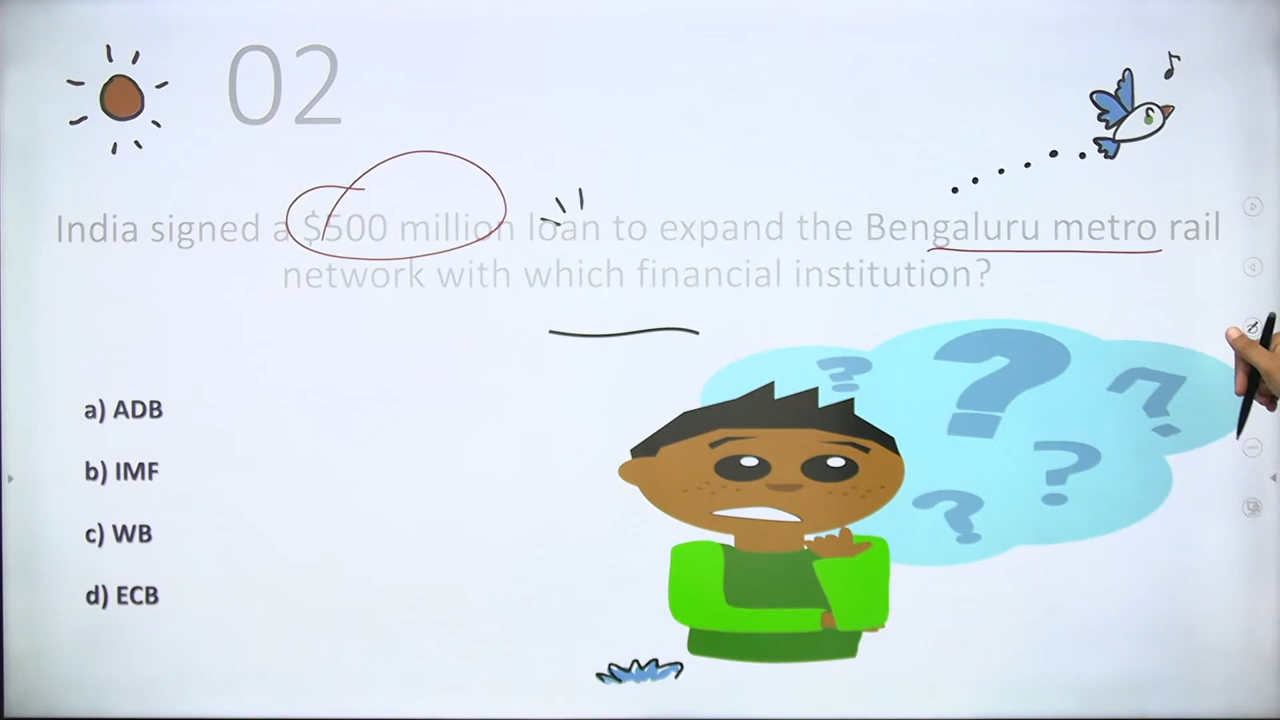 02
India signed a $500 million loan to expand the Bengaluru metro rail
network with which financial institution?
a) ADB
b) IMF
c) WB
d) ECB
? ? ? ? ?